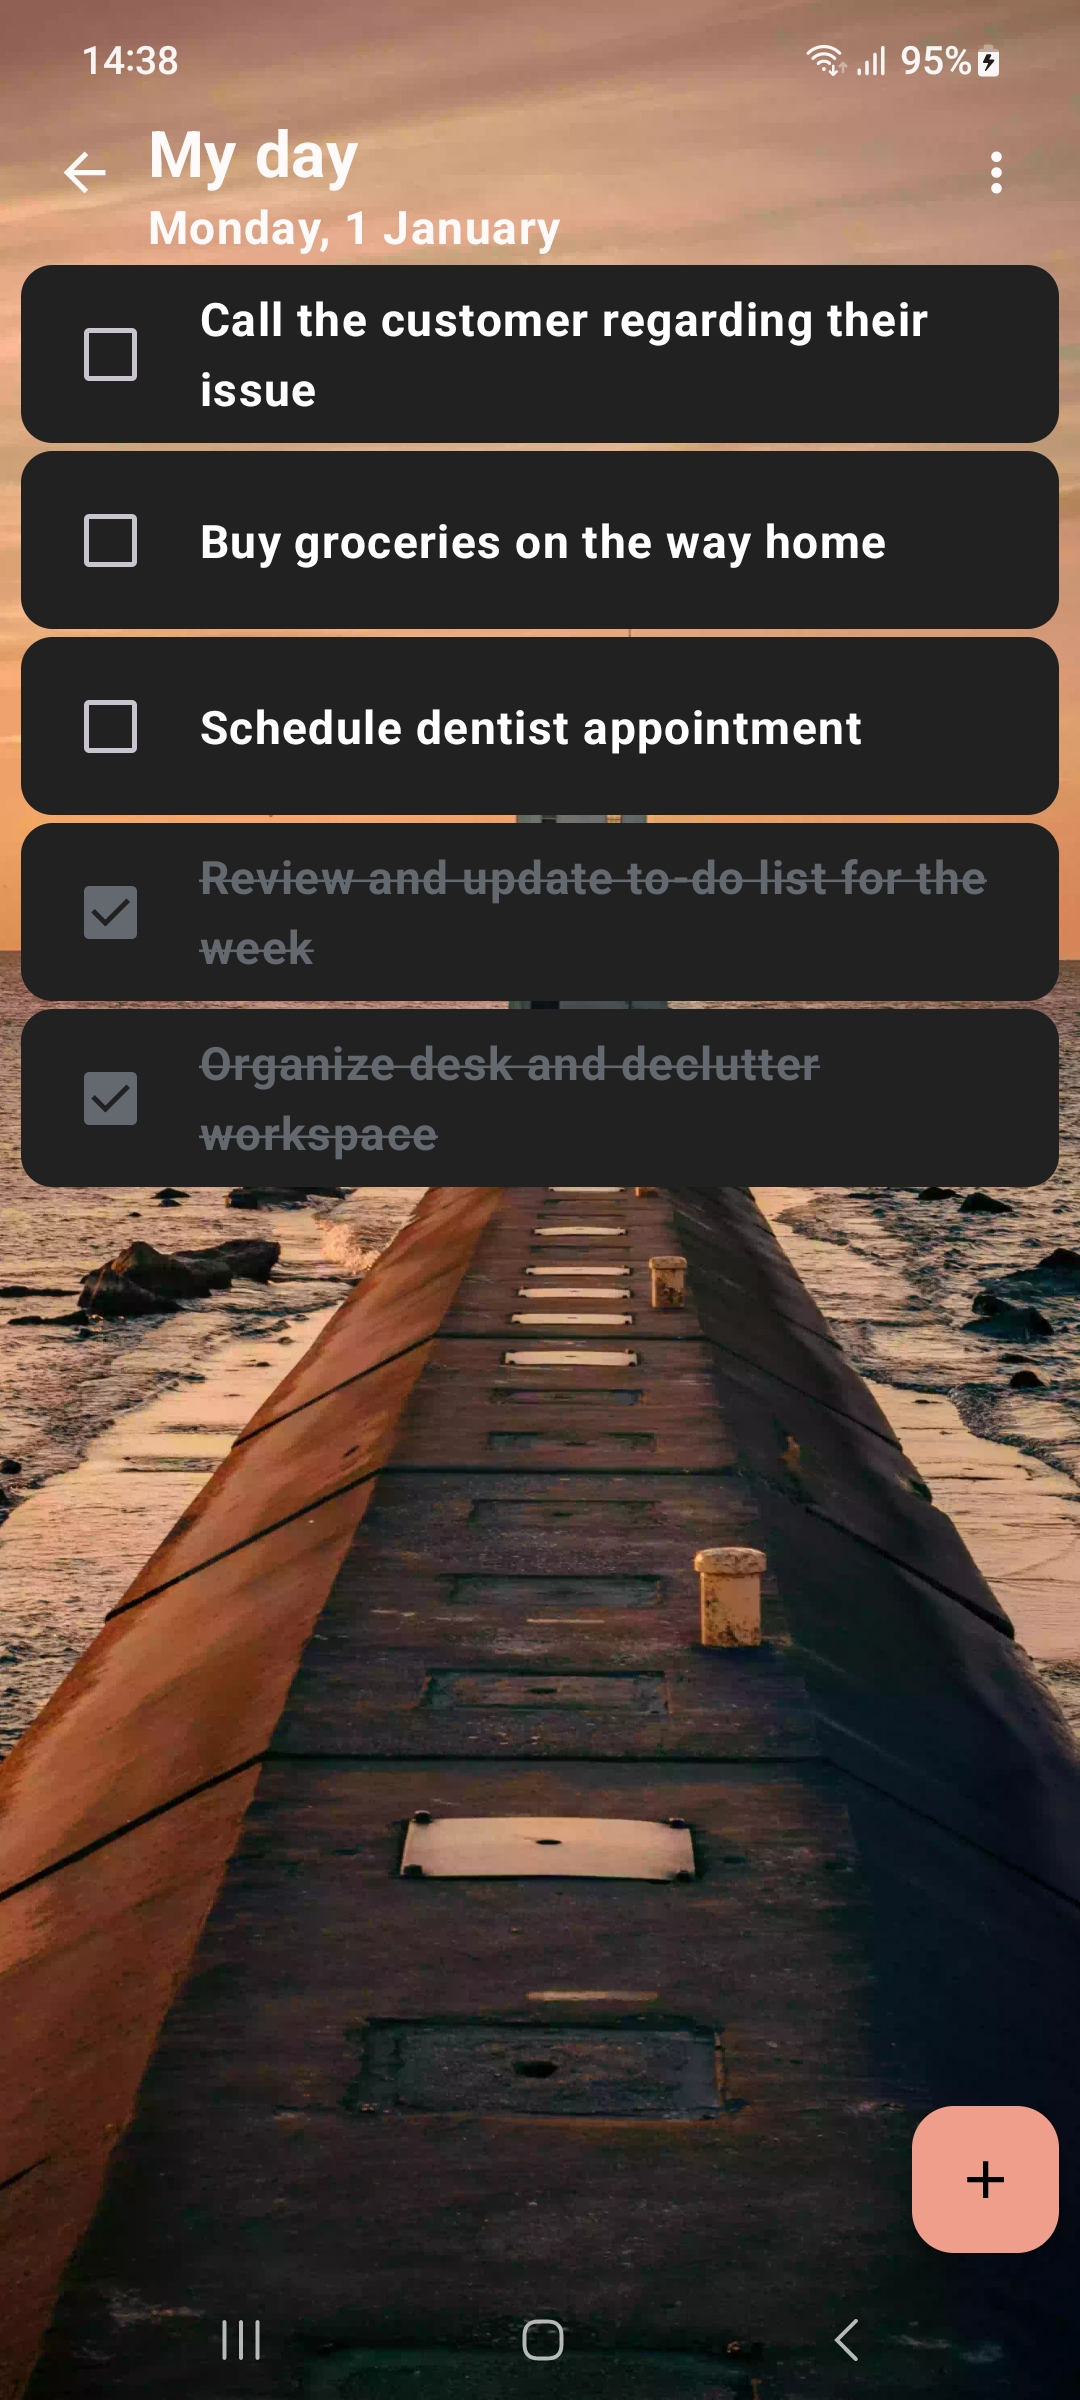 14:38
95%
My day
Monday, 1 January
Call the customer regarding their
issue
Buy groceries on the way home
Schedule dentist appointment
Review and update to-do list for the
week
Organize desk and declutter
workspace